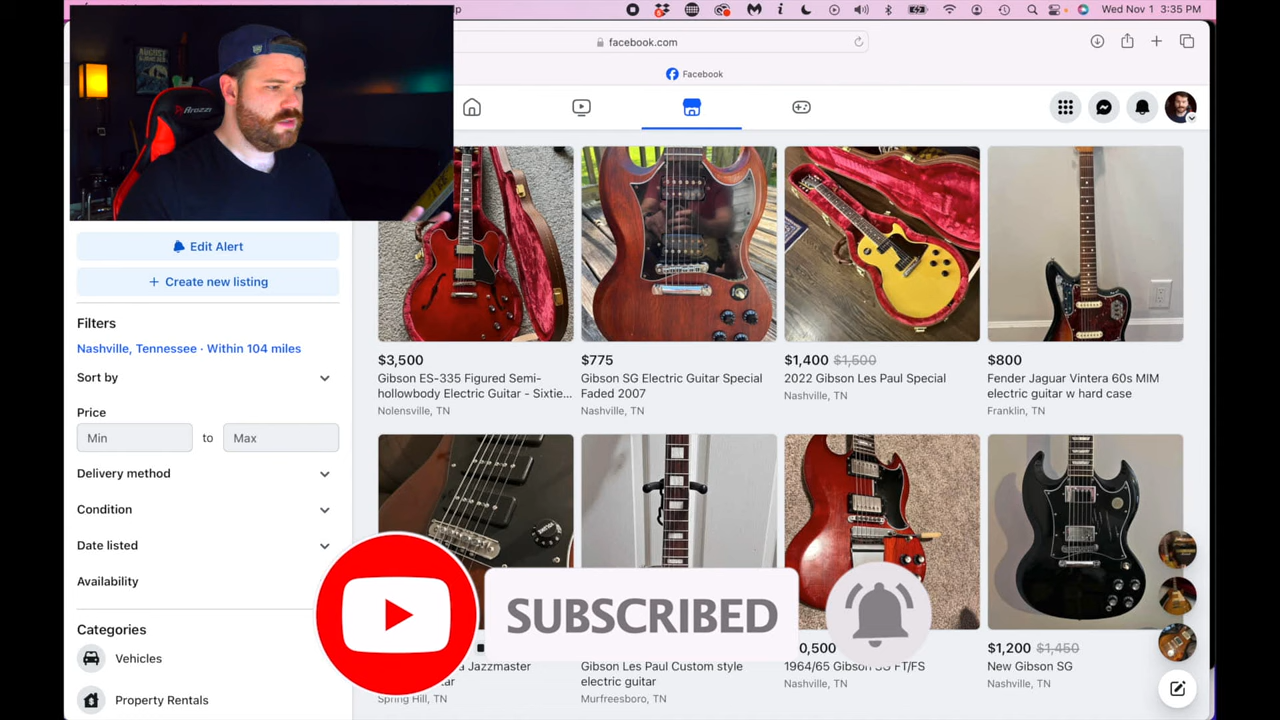 Wed Nov 1 3:35 PM
facebook.com
Facebook
Arozzi
Edit Alert
+ Create new listing
Filters
Nashville, Tennessee · Within 104 miles
Sort by
Price
Min
to
Max
Delivery method
Condition
Date listed
Availability
Categories
Vehicles
Property Rentals
$3,500
Gibson ES-335 Figured Semi-
hollowbody Electric Guitar - Sixtie...
Nolensville, TN
$775
Gibson SG Electric Guitar Special
Faded 2007
Nashville, TN
$1,400 $1,500
2022 Gibson Les Paul Special
Nashville, TN
$800
Fender Jaguar Vintera 60s MIM
electric guitar w hard case
Franklin, TN
Jazzmaster
Spring Hill, TN
Gibson Les Paul Custom style
electric guitar
Murfreesboro, TN
0,500
1964/65 Gibson SG FT/FS
Nashville, TN
$1,200 $1,450
New Gibson SG
Nashville, TN
SUBSCRIBED